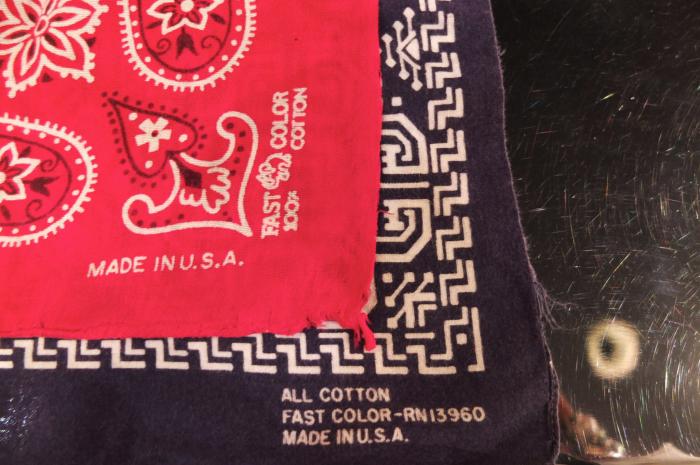 FAST COLOR
100% COTTON
MADE IN U.S.A.
ALL COTTON
FAST COLOR-RN13960
MADE IN U.S.A.